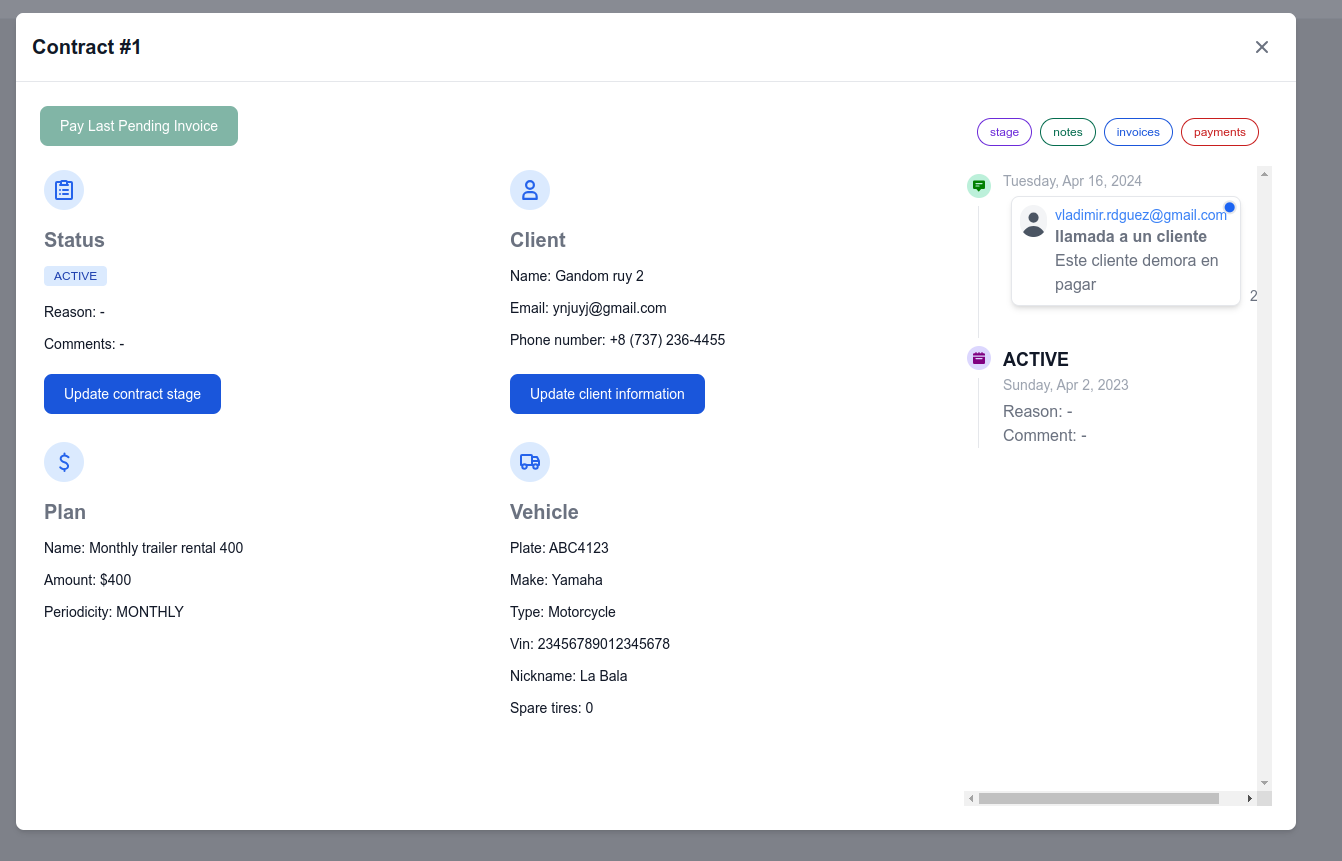 Contract #1
Pay Last Pending Invoice
stage
notes
invoices
payments
Status
ACTIVE
Reason: -
Comments: -
Update contract stage
Client
Name: Gandom ruy 2
Email: ynjuyj@gmail.com
Phone number: +8 (737) 236-4455
Update client information
Plan
Name: Monthly trailer rental 400
Amount: $400
Periodicity: MONTHLY
Vehicle
Plate: ABC4123
Make: Yamaha
Type: Motorcycle
Vin: 23456789012345678
Nickname: La Bala
Spare tires: 0
Tuesday, Apr 16, 2024
vladimir.rdguez@gmail.com
llamada a un cliente
Este cliente demora en
pagar
2
ACTIVE
Sunday, Apr 2, 2023
Reason: -
Comment: -